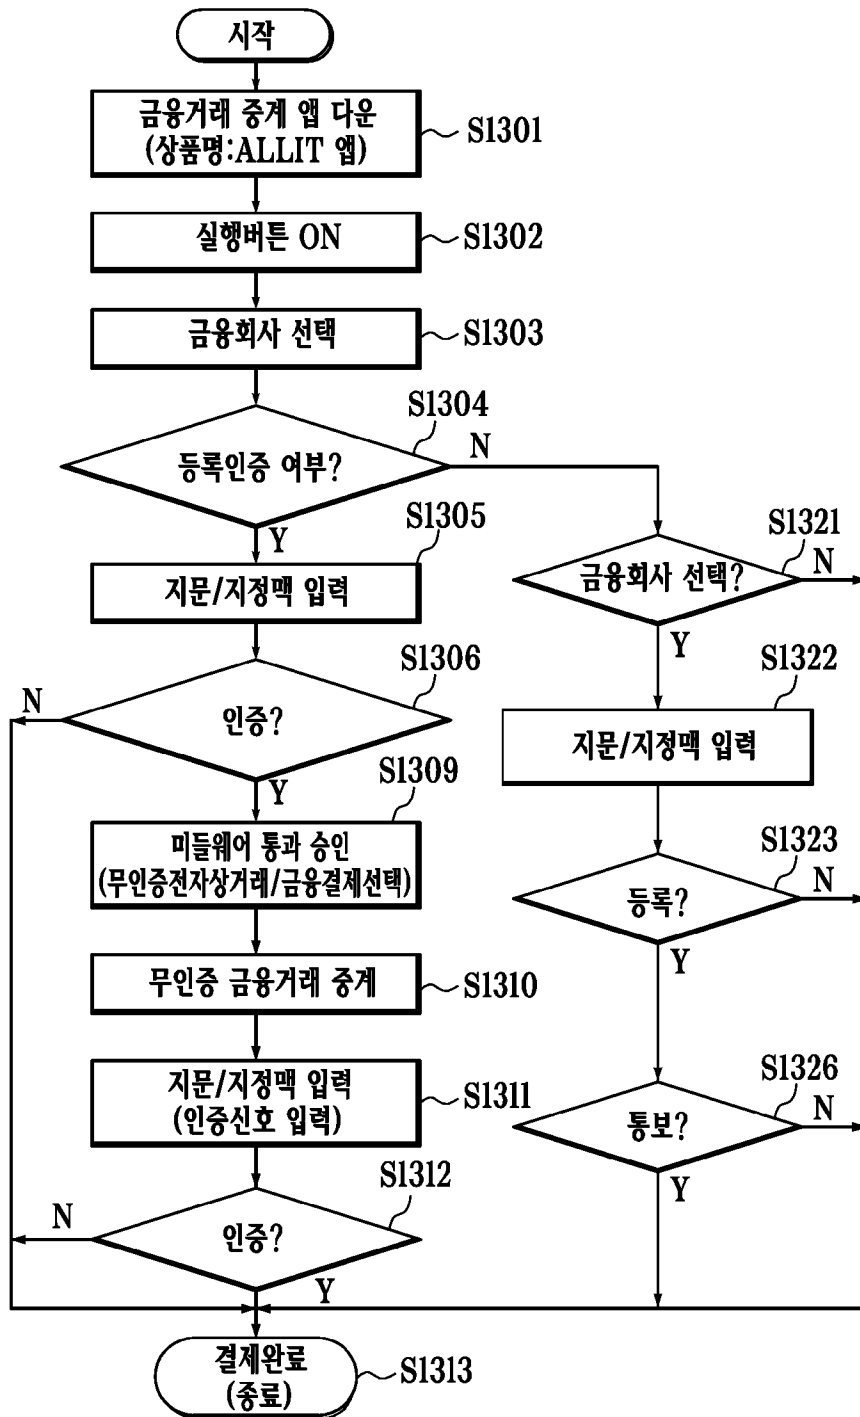 시작
금융거래 중계 앱 다운
(상품명:ALLIT 앱)
S1301
실행버튼 ON
S1302
금융회사 선택
S1303
S1304
등록인증 여부?
N
Y
S1305
지문/지정맥 입력
S1306
인증?
N
Y
S1309
미들웨어 통과 승인
(무인증전자상거래/금융결제선택)
무인증 금융거래 중계
S1310
지문/지정맥 입력
(인증신호 입력)
S1311
S1312
인증?
N
Y
결제완료
(종료)
S1313
S1321
금융회사 선택?
N
Y
S1322
지문/지정맥 입력
S1323
등록?
N
Y
S1326
통보?
N
Y